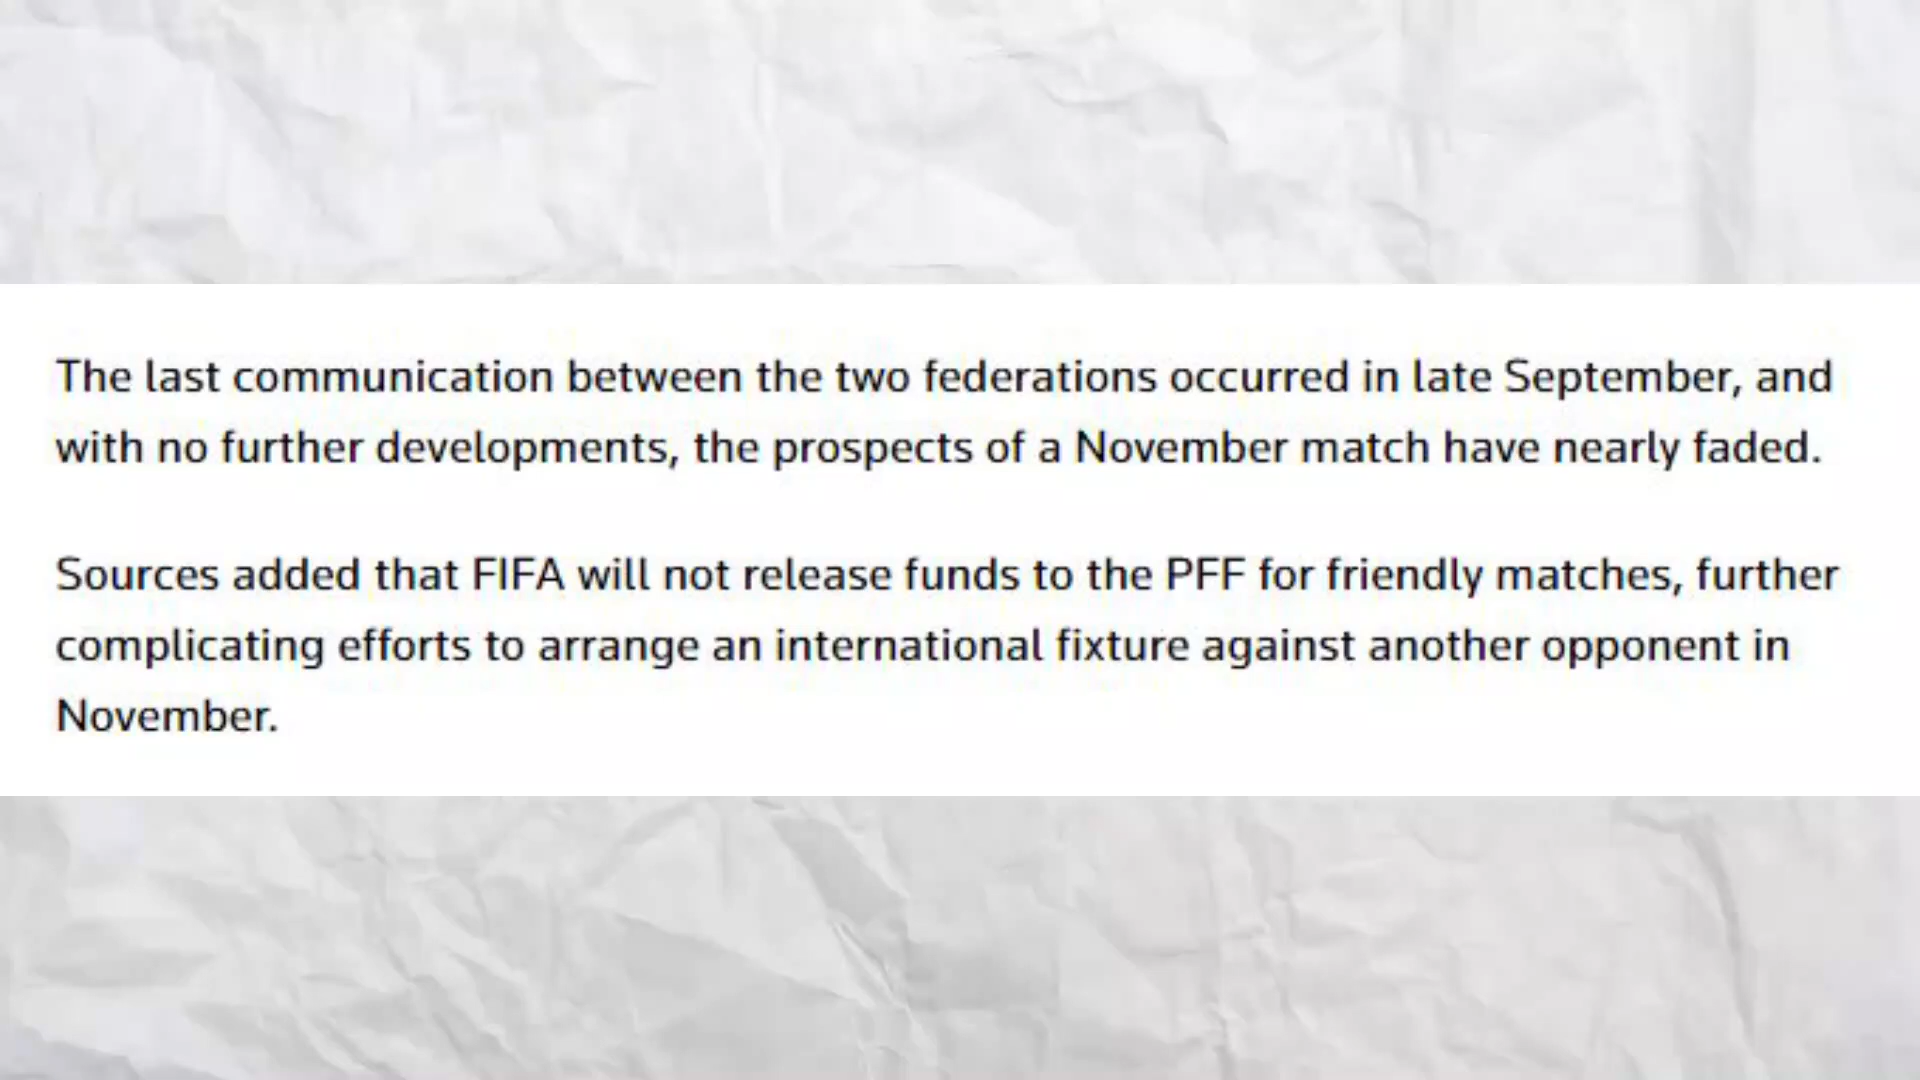 The last communication between the two federations occurred in late September, and
with no further developments, the prospects of a November match have nearly faded.
Sources added that FIFA will not release funds to the PFF for friendly matches, further
complicating efforts to arrange an international fixture against another opponent in
November.